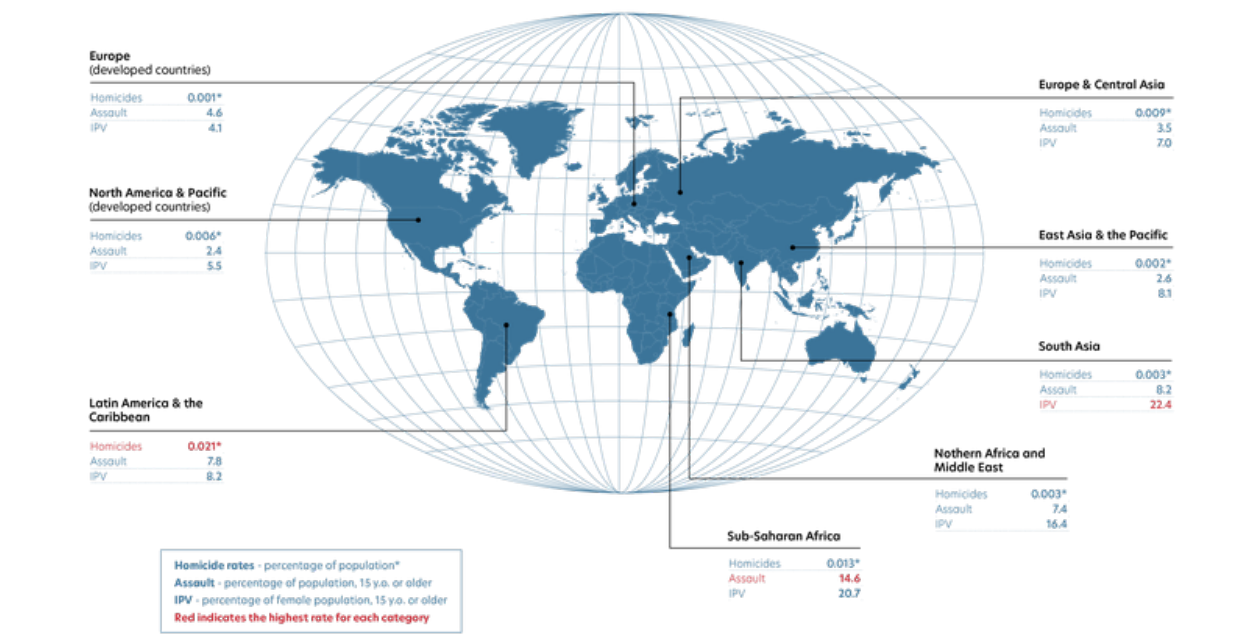 Europe
(developed countries)
Homicides 0.001*
Assault 4.6
IPV 4.1
North America & Pacific
(developed countries)
Homicides 0.006*
Assault 2.4
IPV 5.5
Latin America & the
Caribbean
Homicides 0.021*
Assault 7.8
IPV 8.2
Europe & Central Asia
Homicides 0.009*
Assault 3.5
IPV 7.0
East Asia & the Pacific
Homicides 0.002*
Assault 2.6
IPV 8.1
South Asia
Homicides 0.003*
Assault 8.2
IPV 22.4
Nothern Africa and
Middle East
Homicides 0.003*
Assault 7.4
IPV 16.4
Sub-Saharan Africa
Homicides 0.013*
Assault 14.6
IPV 20.7
Homicide rates - percentage of population*
Assault - percentage of population, 15 y.o. or older
IPV - percentage of female population, 15 y.o. or older
Red indicates the highest rate for each category